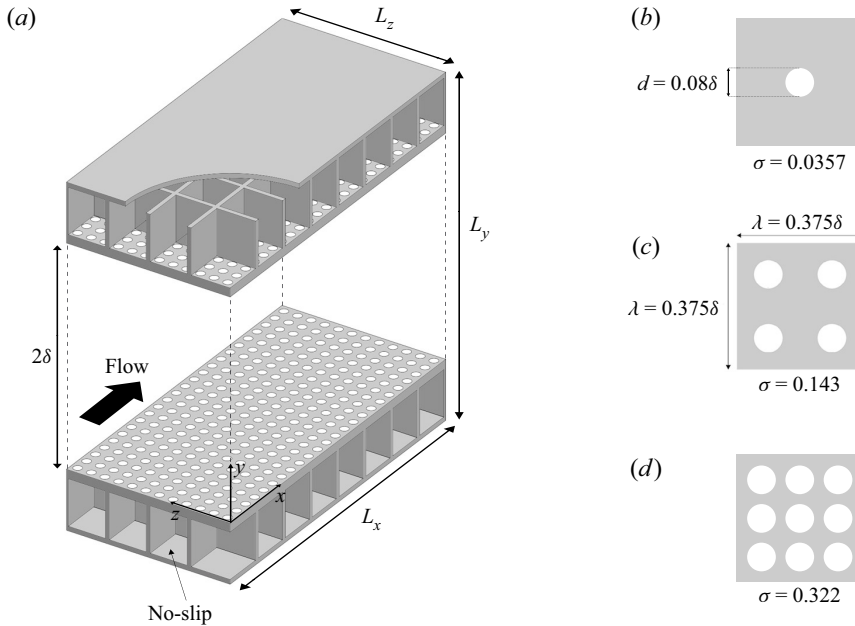 (a)
L_z
L_y
2δ
Flow
y
x
z
L_x
No-slip
(b)
d = 0.08δ
σ = 0.0357
(c)
λ = 0.375δ
λ = 0.375δ
σ = 0.143
(d)
σ = 0.322